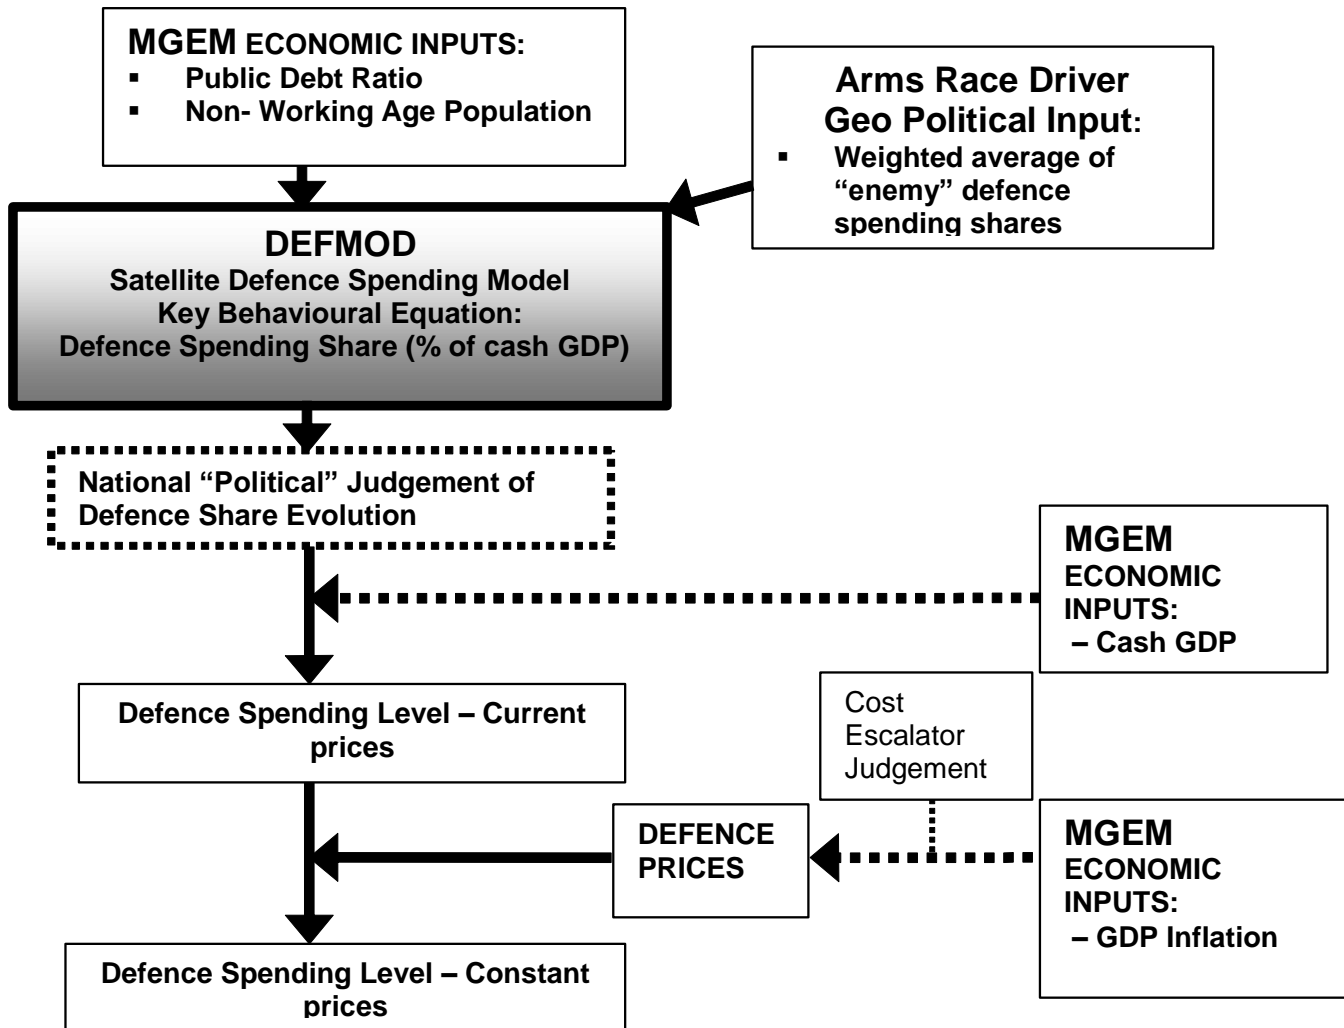 MGEM ECONOMIC INPUTS:
▪ Public Debt Ratio
▪ Non- Working Age Population
Arms Race Driver
Geo Political Input:
▪ Weighted average of
“enemy” defence
spending shares
DEFMOD
Satellite Defence Spending Model
Key Behavioural Equation:
Defence Spending Share (% of cash GDP)
National “Political” Judgement of
Defence Share Evolution
MGEM
ECONOMIC
INPUTS:
– Cash GDP
Defence Spending Level – Current
prices
Cost
Escalator
Judgement
DEFENCE
PRICES
MGEM
ECONOMIC
INPUTS:
– GDP Inflation
Defence Spending Level – Constant
prices